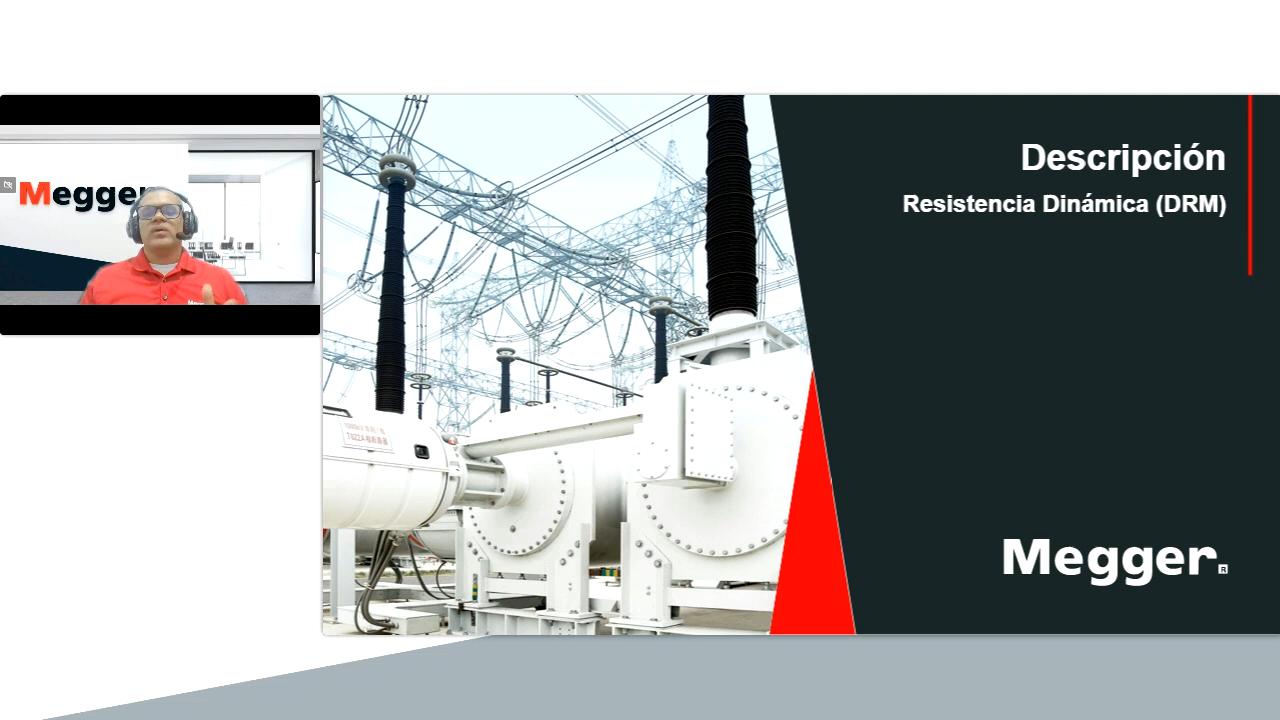 Megger
Descripción
Resistencia Dinámica (DRM)
Megger